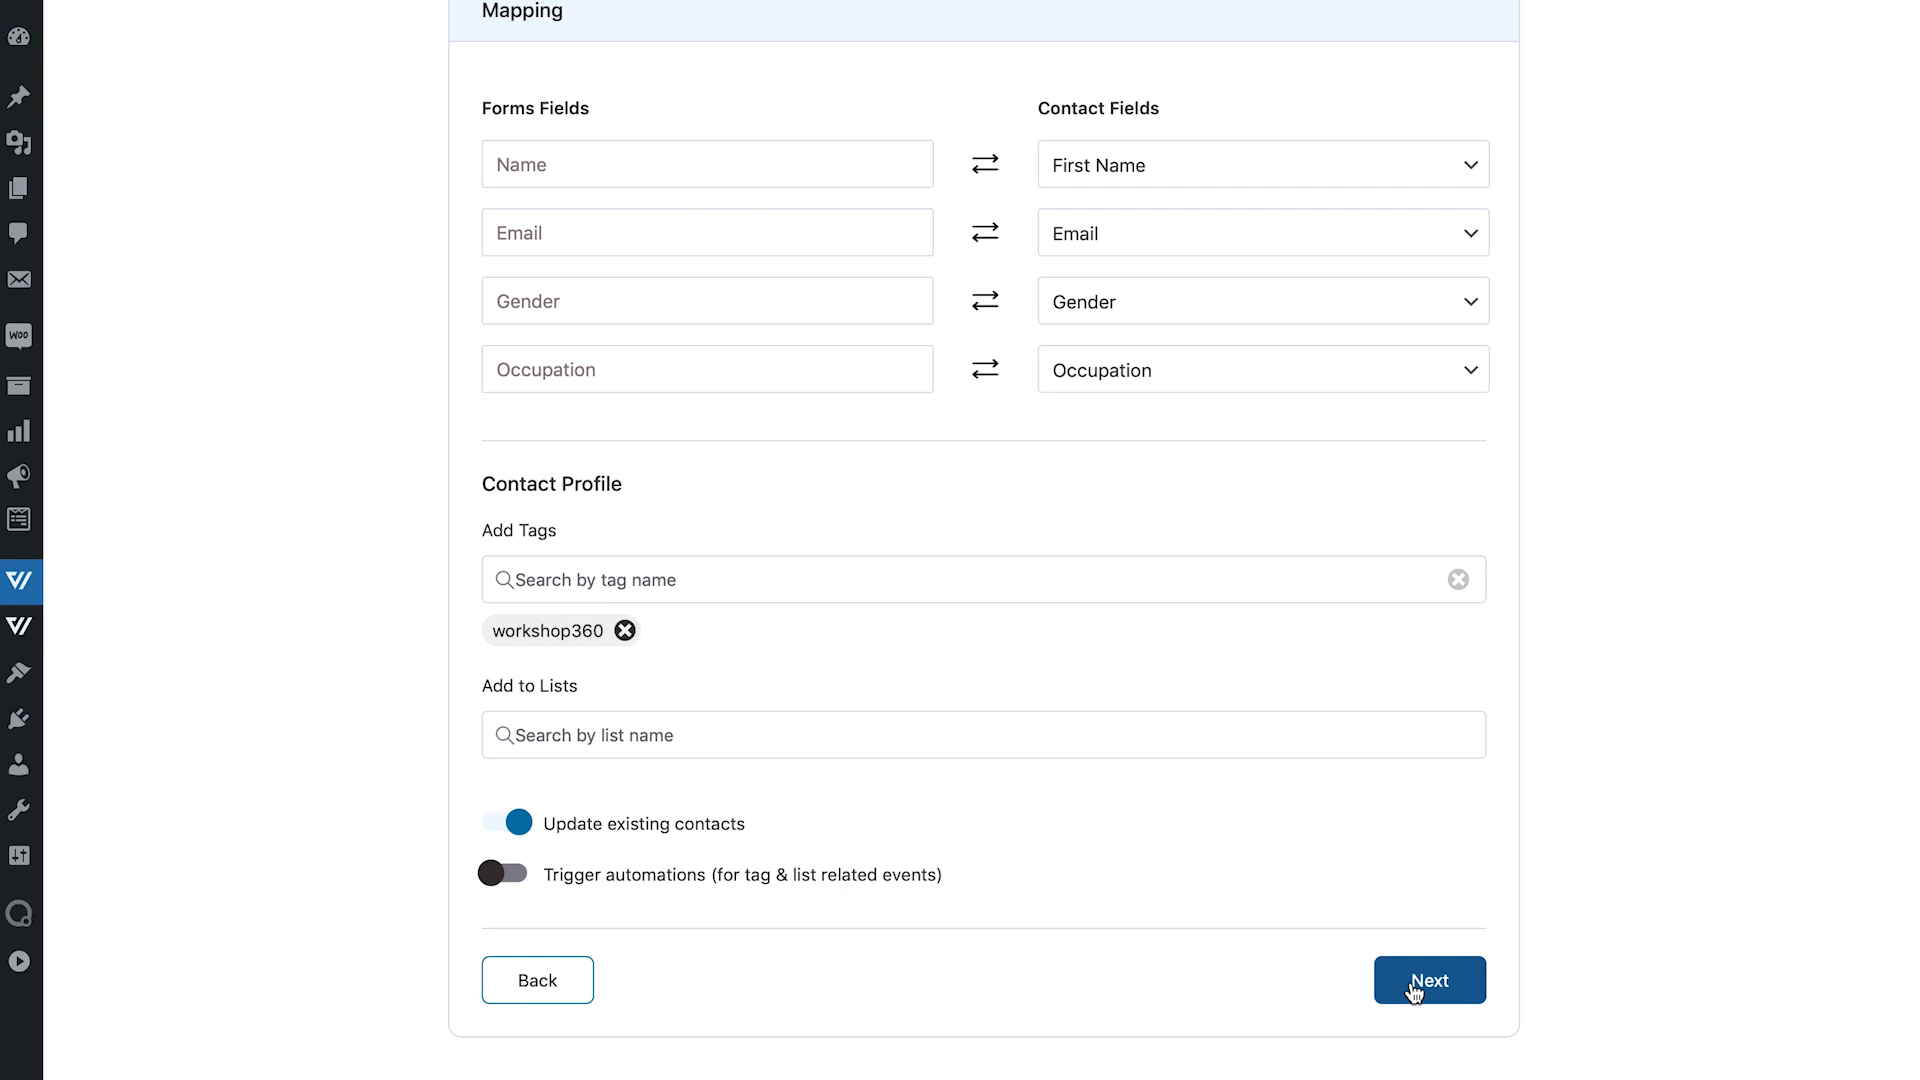 Mapping
Forms Fields
Contact Fields
Name
First Name
Email
Email
Gender
Gender
Occupation
Occupation
Contact Profile
Add Tags
Search by tag name
workshop360
Add to Lists
Search by list name
Update existing contacts
Trigger automations (for tag & list related events)
Back
Next
WOO